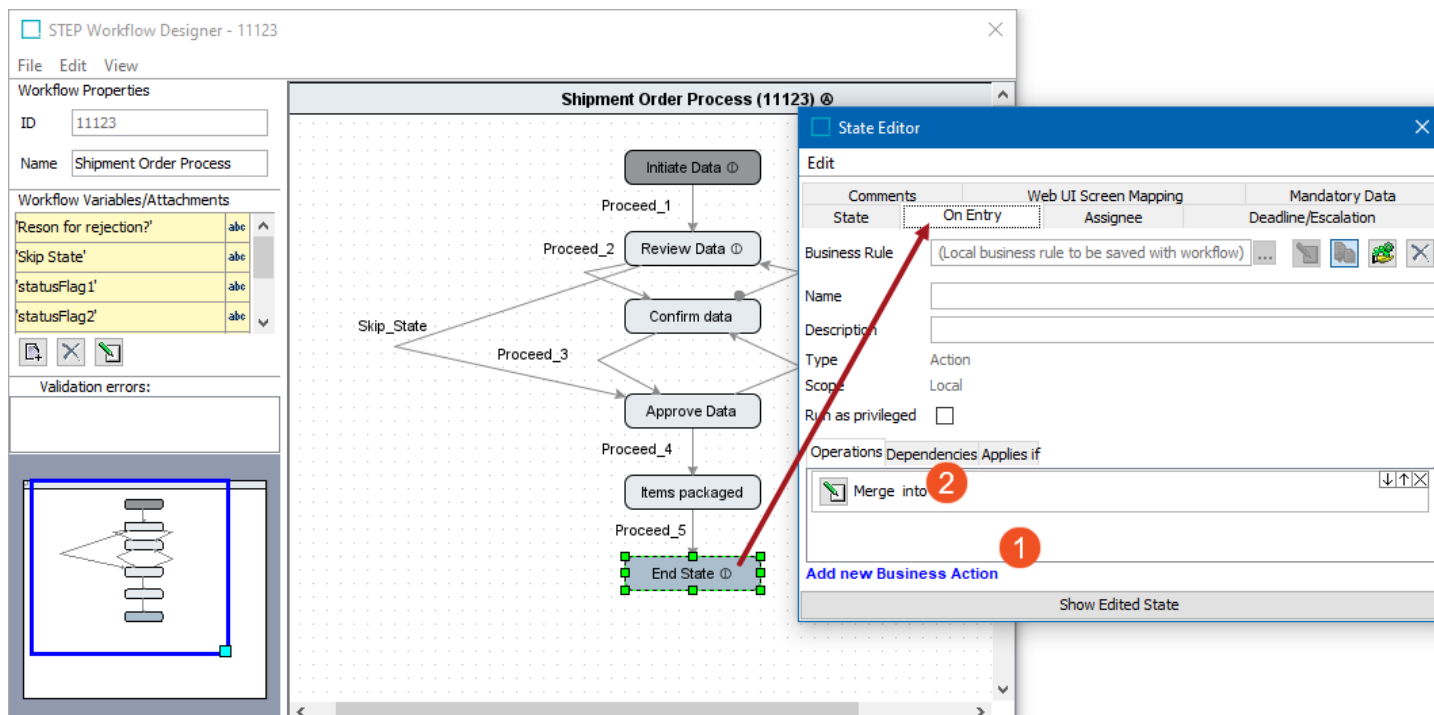 STEP Workflow Designer - 11123
File Edit View
Workflow Properties
ID 11123
Name Shipment Order Process
Workflow Variables/Attachments
'Reson for rejection?' abc
'Skip State' abc
'statusFlag1' abc
'statusFlag2' abc
Validation errors:
Shipment Order Process (11123) Ⓐ
Initiate Data
Proceed_1
Proceed_2
Review Data
Confirm data
Skip_State
Proceed_3
Approve Data
Proceed_4
Items packaged
Proceed_5
End State
State Editor
Edit
Comments Web UI Screen Mapping Mandatory Data
State On Entry Assignee Deadline/Escalation
Business Rule (Local business rule to be saved with workflow) ...
Name
Description
Type Action
Scope Local
Run as privileged
Operations Dependencies Applies if
Merge into 2
1
Add new Business Action
Show Edited State